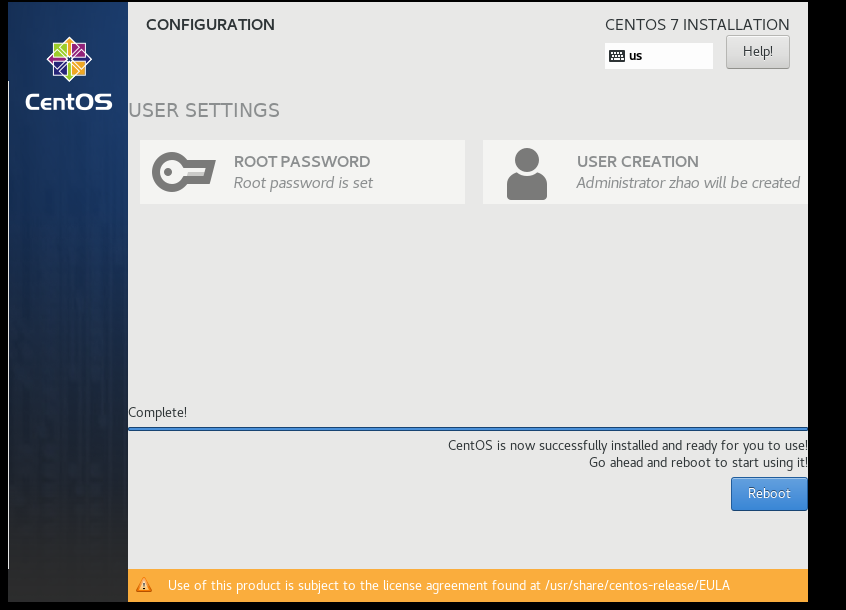 CONFIGURATION
CENTOS 7 INSTALLATION
us
Help!
CentOS
USER SETTINGS
ROOT PASSWORD
Root password is set
USER CREATION
Administrator zhao will be created
Complete!
CentOS is now successfully installed and ready for you to use!
Go ahead and reboot to start using it!
Reboot
Use of this product is subject to the license agreement found at /usr/share/centos-release/EULA